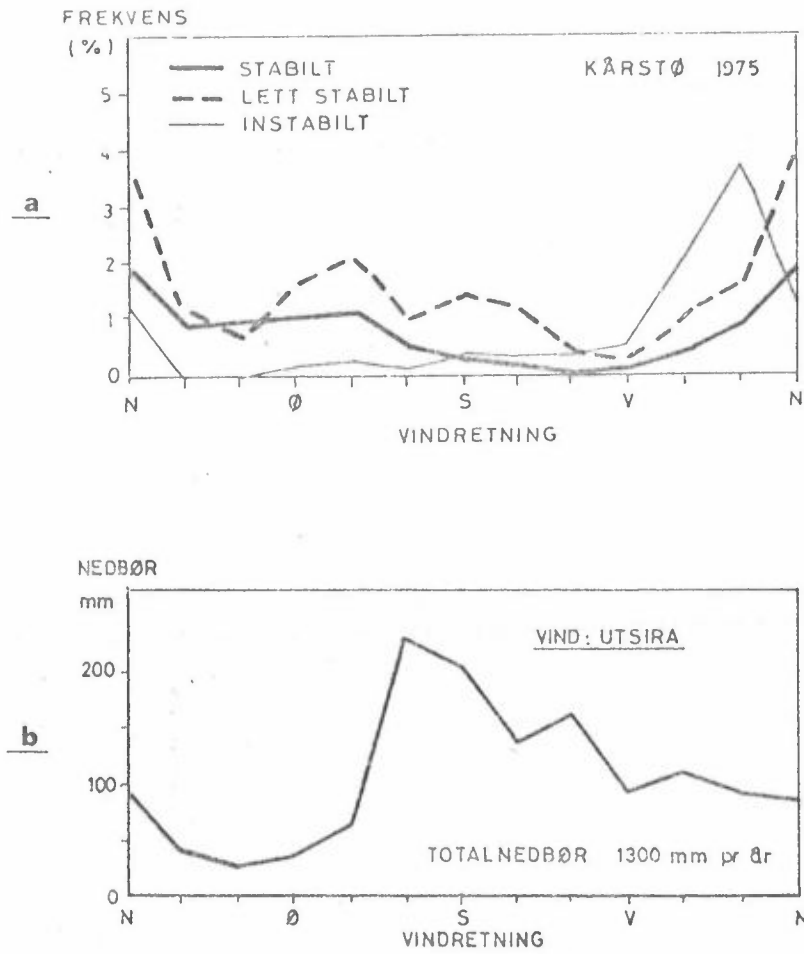 FREKVENS
(%)
STABILT
KÅRSTØ 1975
LETT STABILT
INSTABILT
5
4
3
2
1
0
a
N Ø S V N
VINDRETNING
NEDBØR
mm
VIND: UTSIRA
200
b
100
TOTALNEDBØR 1300 mm pr år
0
N Ø S V N
VINDRETNING